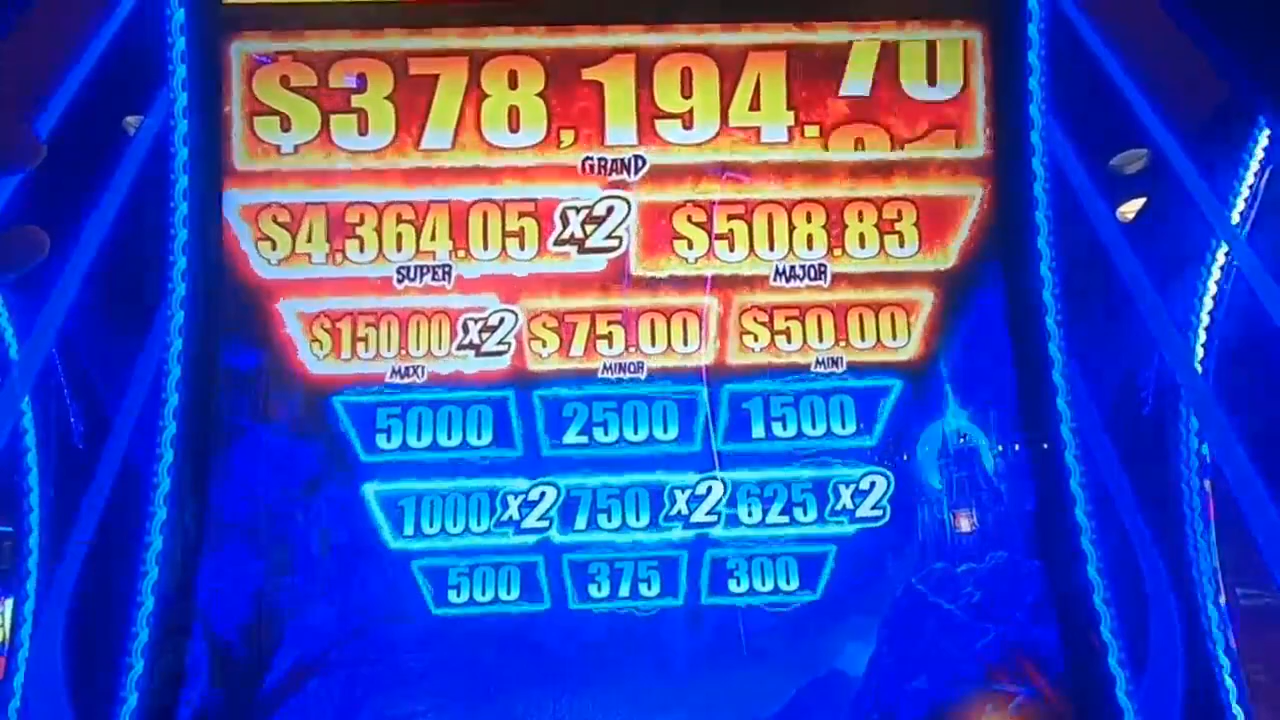 $378,194.70
GRAND
$4,364.05 x2 $508.83
SUPER MAJOR
$150.00 x2 $75.00 $50.00
MAXI MINOR MINI
5000 2500 1500
1000 x2 750 x2 625 x2
500 375 300